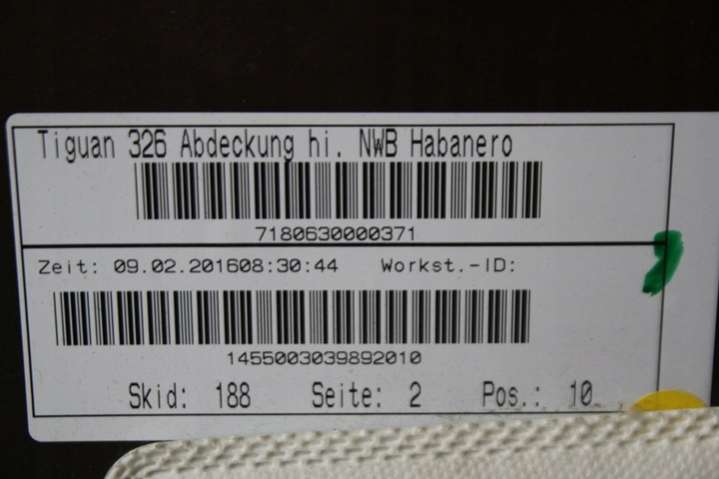 Tiguan 326 Abdeckung hi. NWB Habanero
7180630000371
Zeit: 09.02.201608:30:44 Workst.-ID:
1455003039892010
Skid: 188 Seite: 2 Pos.: 10